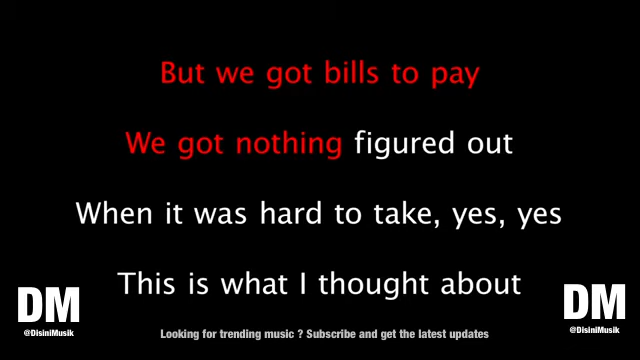 But we got bills to pay
We got nothing figured out
When it was hard to take, yes, yes
This is what I thought about
DM
@DisiniMusik
Looking for trending music ? Subscribe and get the latest updates
DM
@DisiniMusik